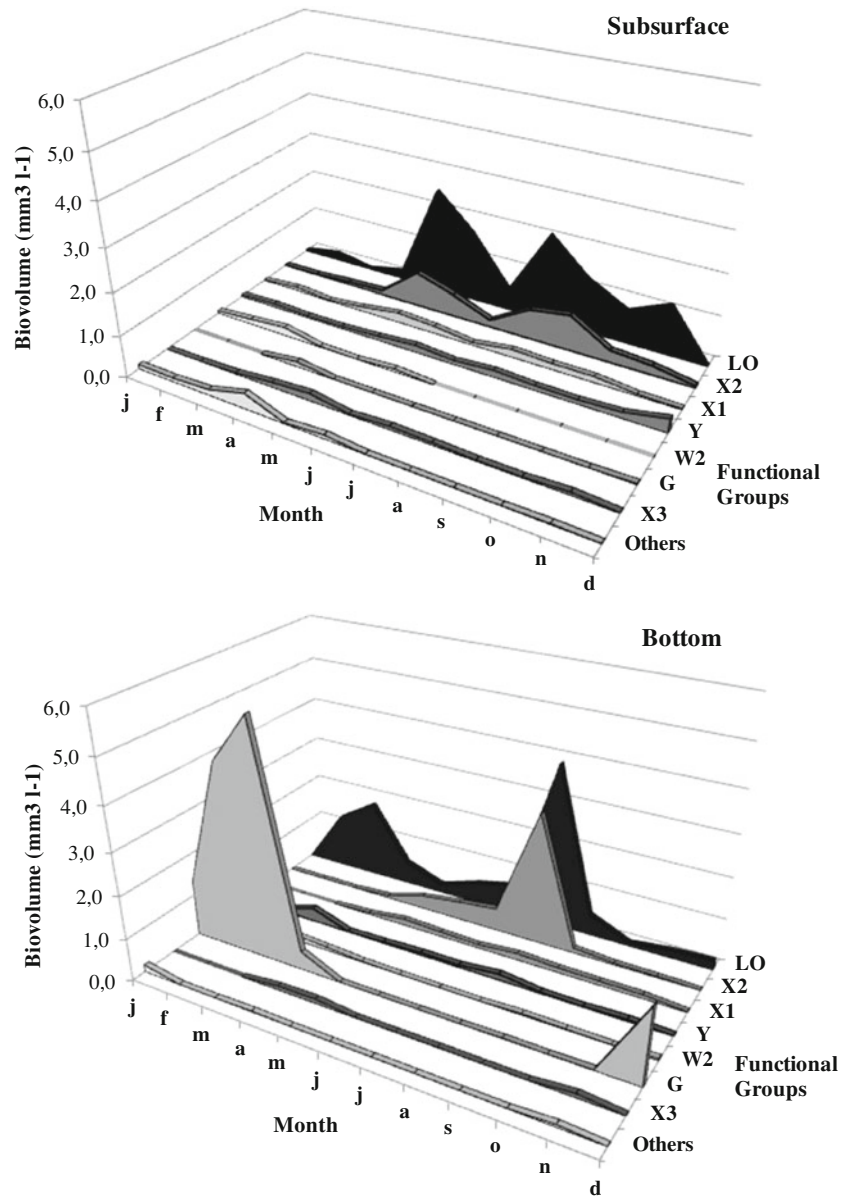 Subsurface
6,0
5,0
4,0
3,0
2,0
1,0
0,0
Biovolume (mm3 l-1)
j
f
m
a
m
j
j
a
s
o
n
d
Month
LO
X2
X1
Y
W2
G
X3
Others
Functional
Groups
Bottom
6,0
5,0
4,0
3,0
2,0
1,0
0,0
Biovolume (mm3 l-1)
j
f
m
a
m
j
j
a
s
o
n
d
Month
LO
X2
X1
Y
W2
G
X3
Others
Functional
Groups